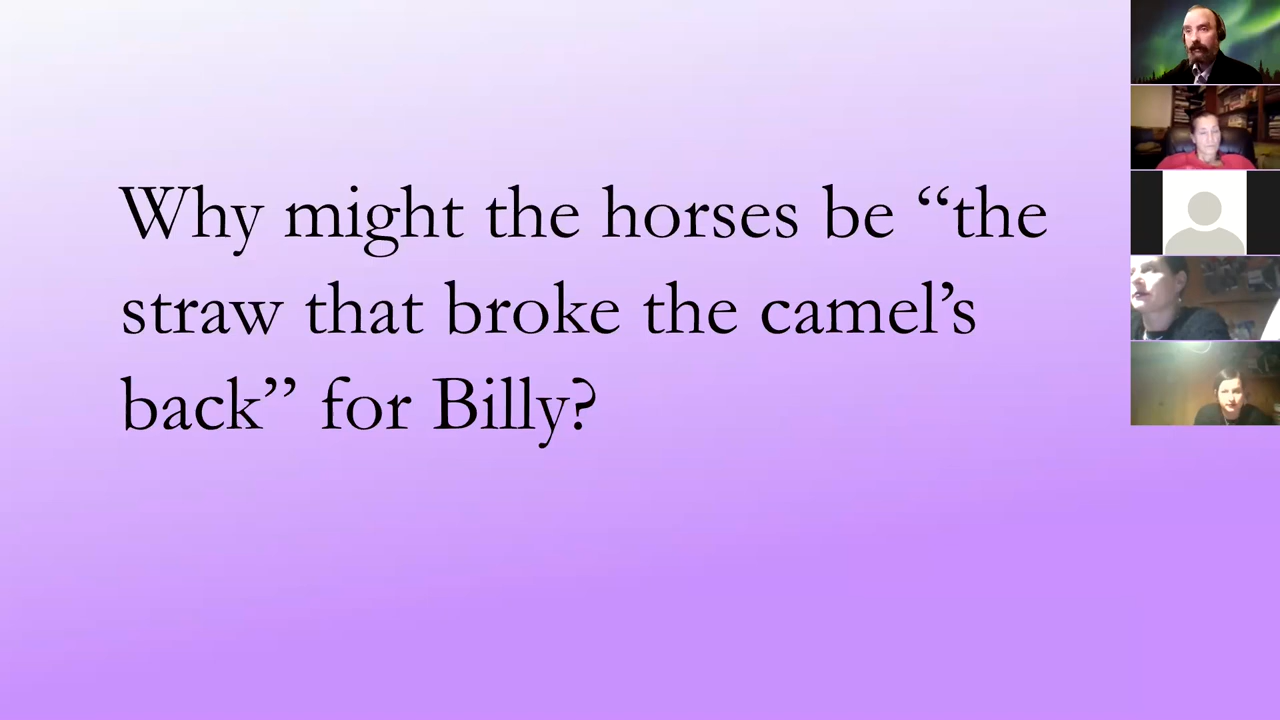 Why might the horses be “the
straw that broke the camel’s
back” for Billy?